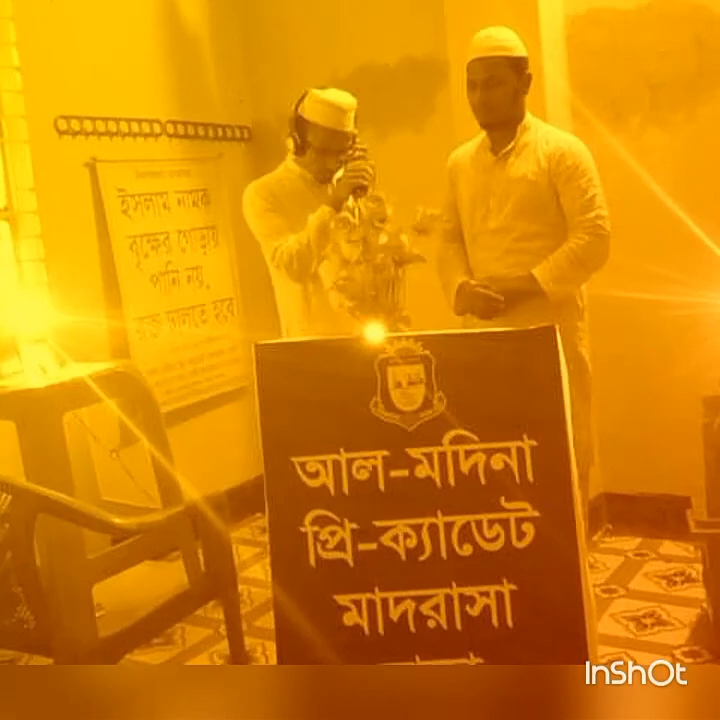 ইসলাম নামক
বৃক্ষের গোড়ায়
পানি নয়,
রক্ত ঢালতে হবে
আল-মদিনা
প্রি-ক্যাডেট
মাদরাসা
InShOt